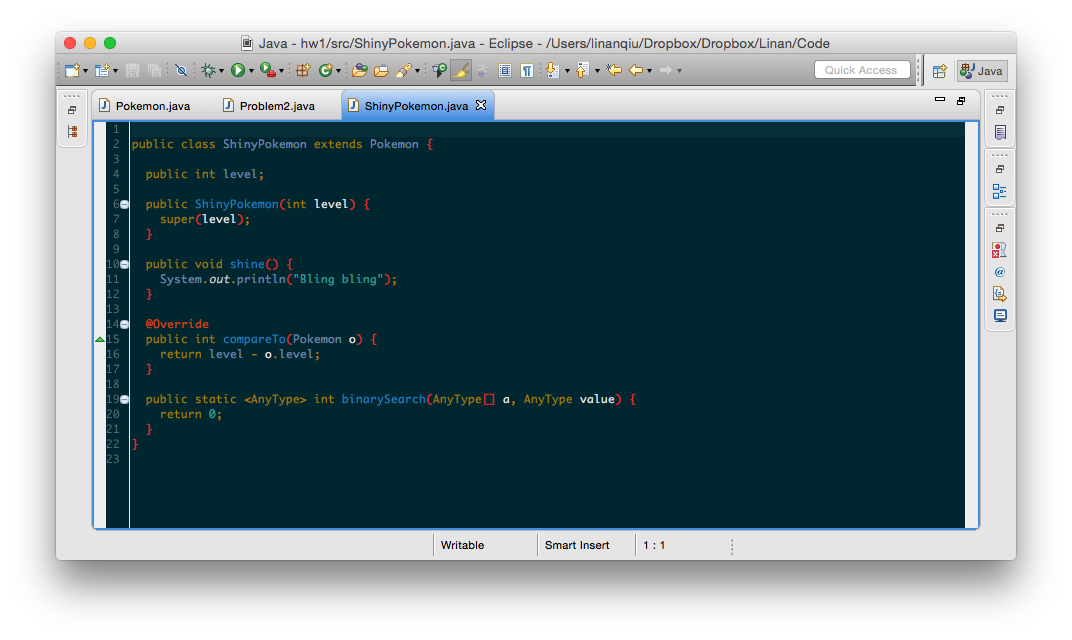 Java - hw1/src/ShinyPokemon.java - Eclipse - /Users/linanqiu/Dropbox/Dropbox/Linan/Code
Quick Access
Java
Pokemon.java
Problem2.java
ShinyPokemon.java
1
2 public class ShinyPokemon extends Pokemon {
3
4   public int level;
5
6   public ShinyPokemon(int level) {
7     super(level);
8   }
9
10   public void shine() {
11     System.out.println("Bling bling");
12   }
13
14   @Override
15   public int compareTo(Pokemon o) {
16     return level - o.level;
17   }
18
19   public static <AnyType> int binarySearch(AnyType[] a, AnyType value) {
20     return 0;
21   }
22 }
23
Writable
Smart Insert
1 : 1